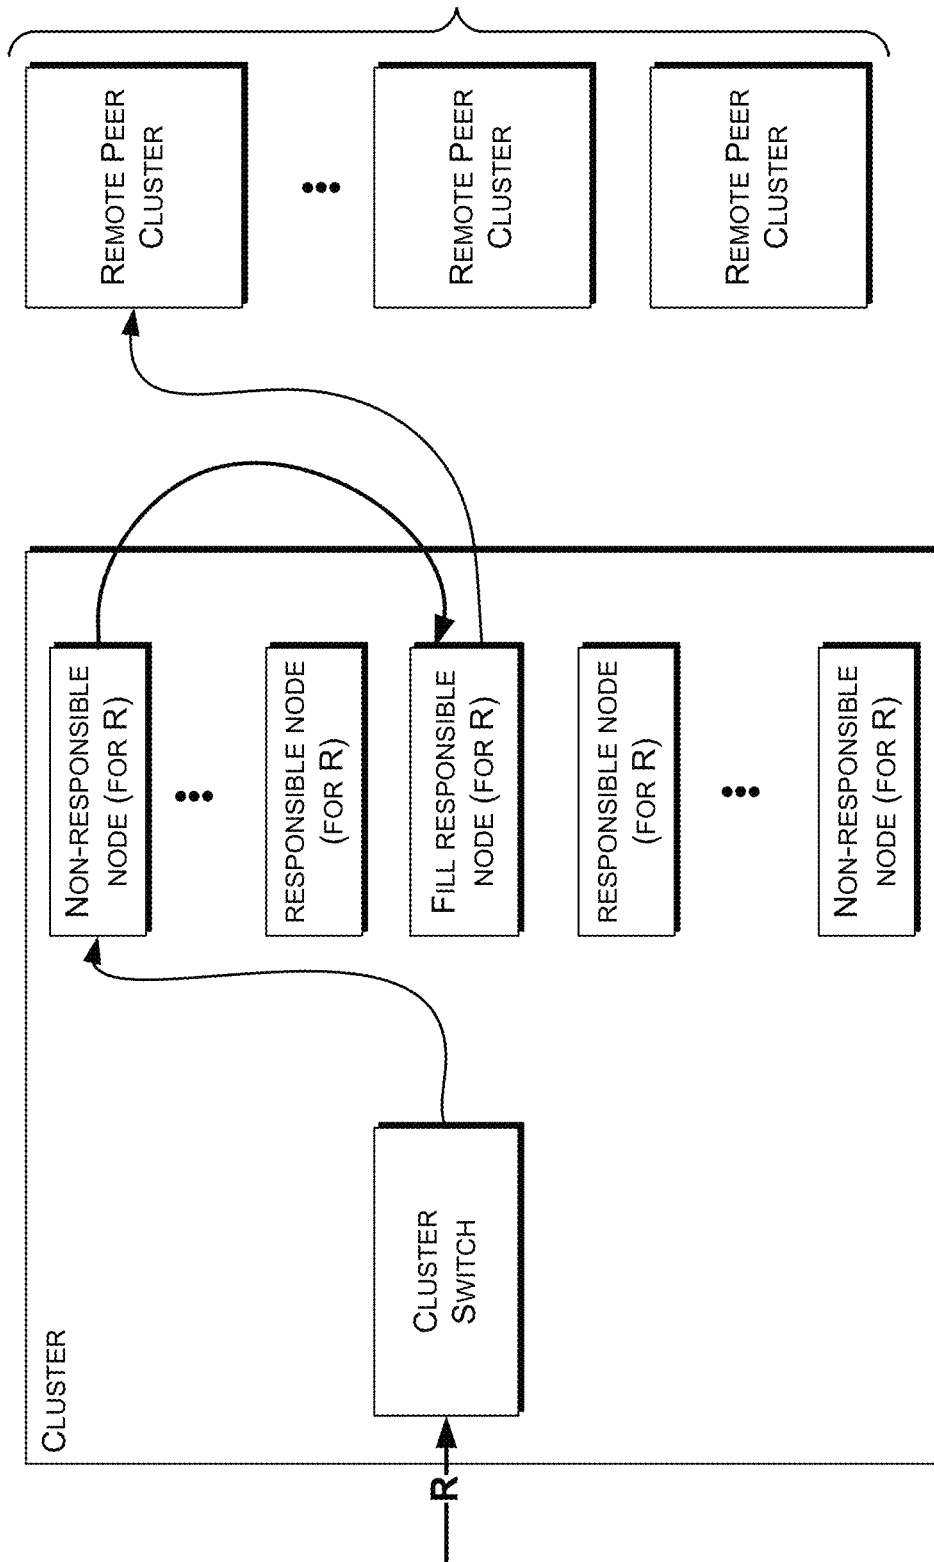 CLUSTER
R
CLUSTER
SWITCH
NON-RESPONSIBLE
NODE (FOR R)
RESPONSIBLE NODE
(FOR R)
FILL RESPONSIBLE
NODE (FOR R)
RESPONSIBLE NODE
(FOR R)
NON-RESPONSIBLE
NODE (FOR R)
REMOTE PEER
CLUSTER
REMOTE PEER
CLUSTER
REMOTE PEER
CLUSTER